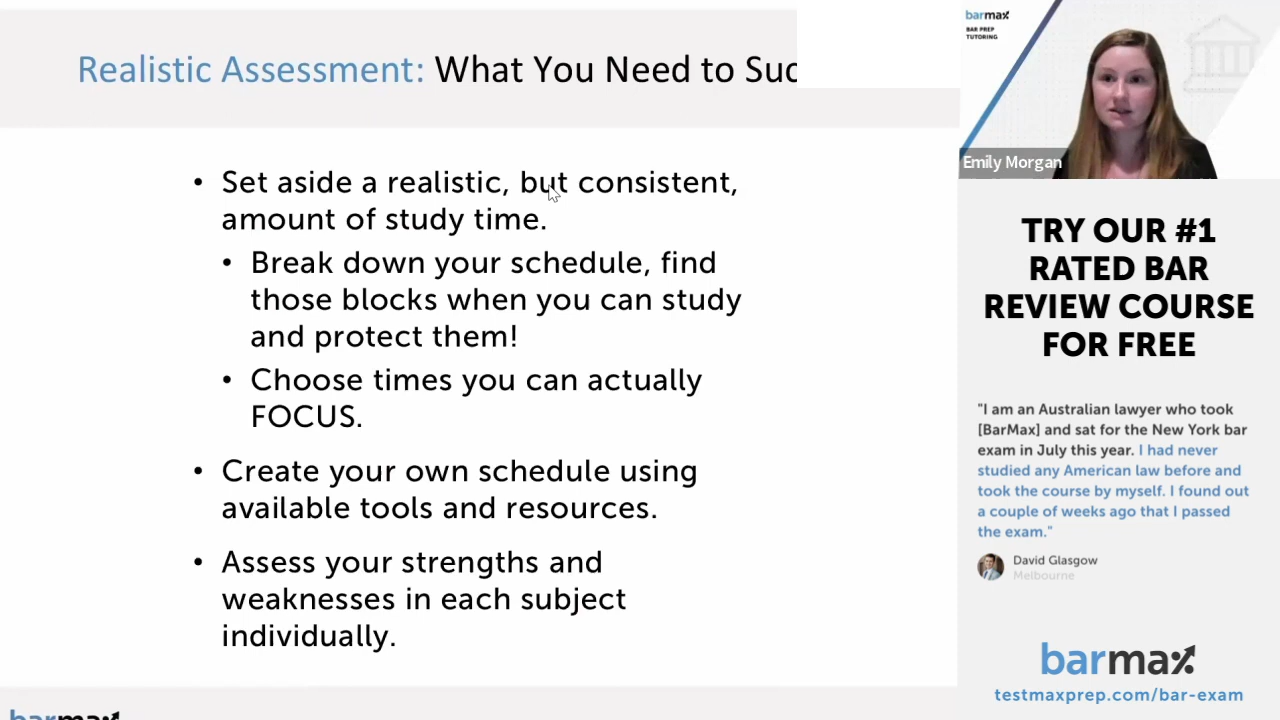 Realistic Assessment: What You Need to Suc
• Set aside a realistic, but consistent,
amount of study time.
• Break down your schedule, find
those blocks when you can study
and protect them!
• Choose times you can actually
FOCUS.
• Create your own schedule using
available tools and resources.
• Assess your strengths and
weaknesses in each subject
individually.
barmax
barmax
BAR PREP
TUTORING
Emily Morgan
TRY OUR #1
RATED BAR
REVIEW COURSE
FOR FREE
"I am an Australian lawyer who took
[BarMax] and sat for the New York bar
exam in July this year. I had never
studied any American law before and
took the course by myself. I found out
a couple of weeks ago that I passed
the exam."
David Glasgow
Melbourne
barmax
testmaxprep.com/bar-exam